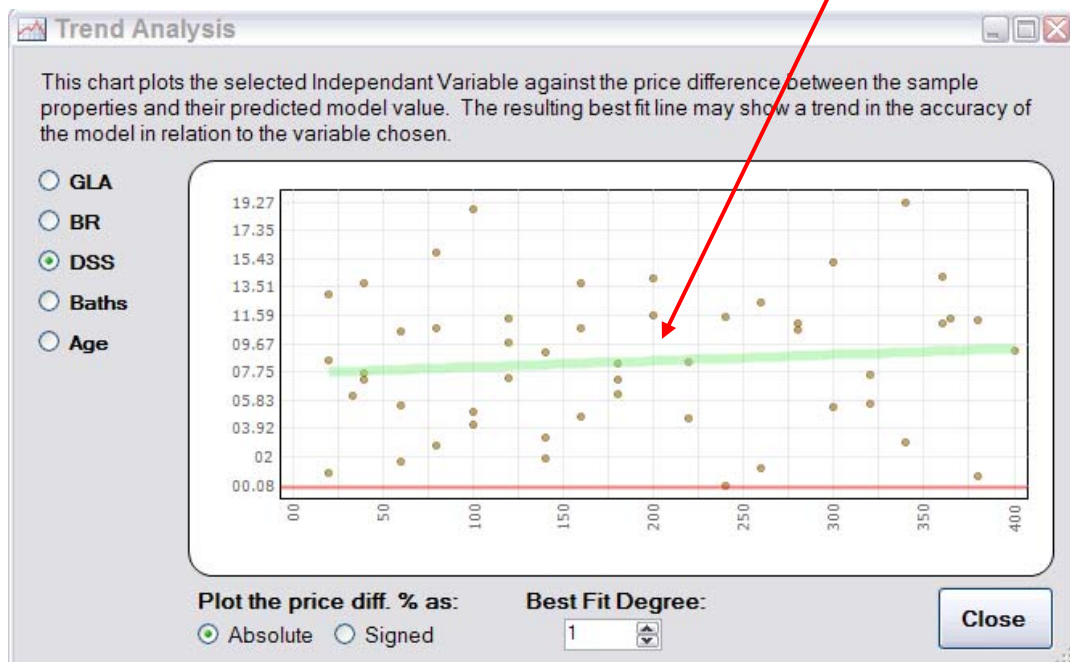 Trend Analysis
This chart plots the selected Independant Variable against the price difference between the sample
properties and their predicted model value. The resulting best fit line may show a trend in the accuracy of
the model in relation to the variable chosen.
GLA
BR
DSS
Baths
Age
19.27
17.35
15.43
13.51
11.59
09.67
07.75
05.83
03.92
02
00.08
00
50
100
150
200
250
300
350
400
Plot the price diff. % as:
Absolute
Signed
Best Fit Degree:
1
Close